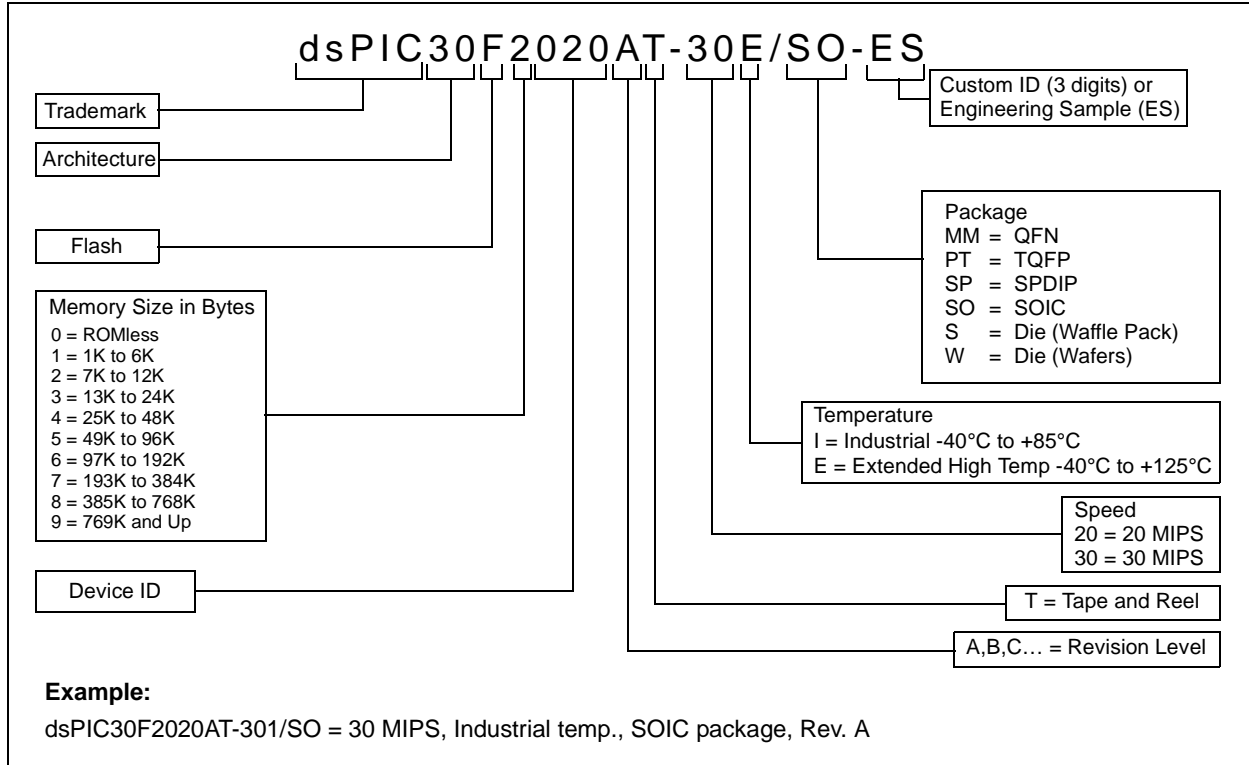 dsPIC30F2020AT-30E/SO-ES
Trademark
Architecture
Flash
Memory Size in Bytes
0 = ROMless
1 = 1K to 6K
2 = 7K to 12K
3 = 13K to 24K
4 = 25K to 48K
5 = 49K to 96K
6 = 97K to 192K
7 = 193K to 384K
8 = 385K to 768K
9 = 769K and Up
Device ID
Custom ID (3 digits) or
Engineering Sample (ES)
Package
MM = QFN
PT = TQFP
SP = SPDIP
SO = SOIC
S = Die (Waffle Pack)
W = Die (Wafers)
Temperature
I = Industrial -40°C to +85°C
E = Extended High Temp -40°C to +125°C
Speed
20 = 20 MIPS
30 = 30 MIPS
T = Tape and Reel
A,B,C… = Revision Level
Example:
dsPIC30F2020AT-301/SO = 30 MIPS, Industrial temp., SOIC package, Rev. A